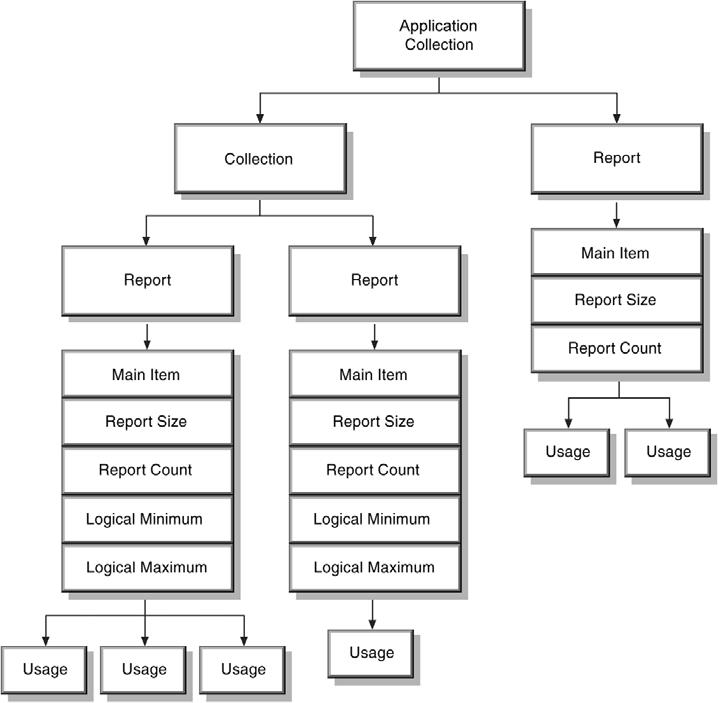 Application
Collection
Collection
Report
Report
Report
Main Item
Report Size
Report Count
Logical Minimum
Logical Maximum
Main Item
Report Size
Report Count
Logical Minimum
Logical Maximum
Main Item
Report Size
Report Count
Usage
Usage
Usage
Usage
Usage
Usage